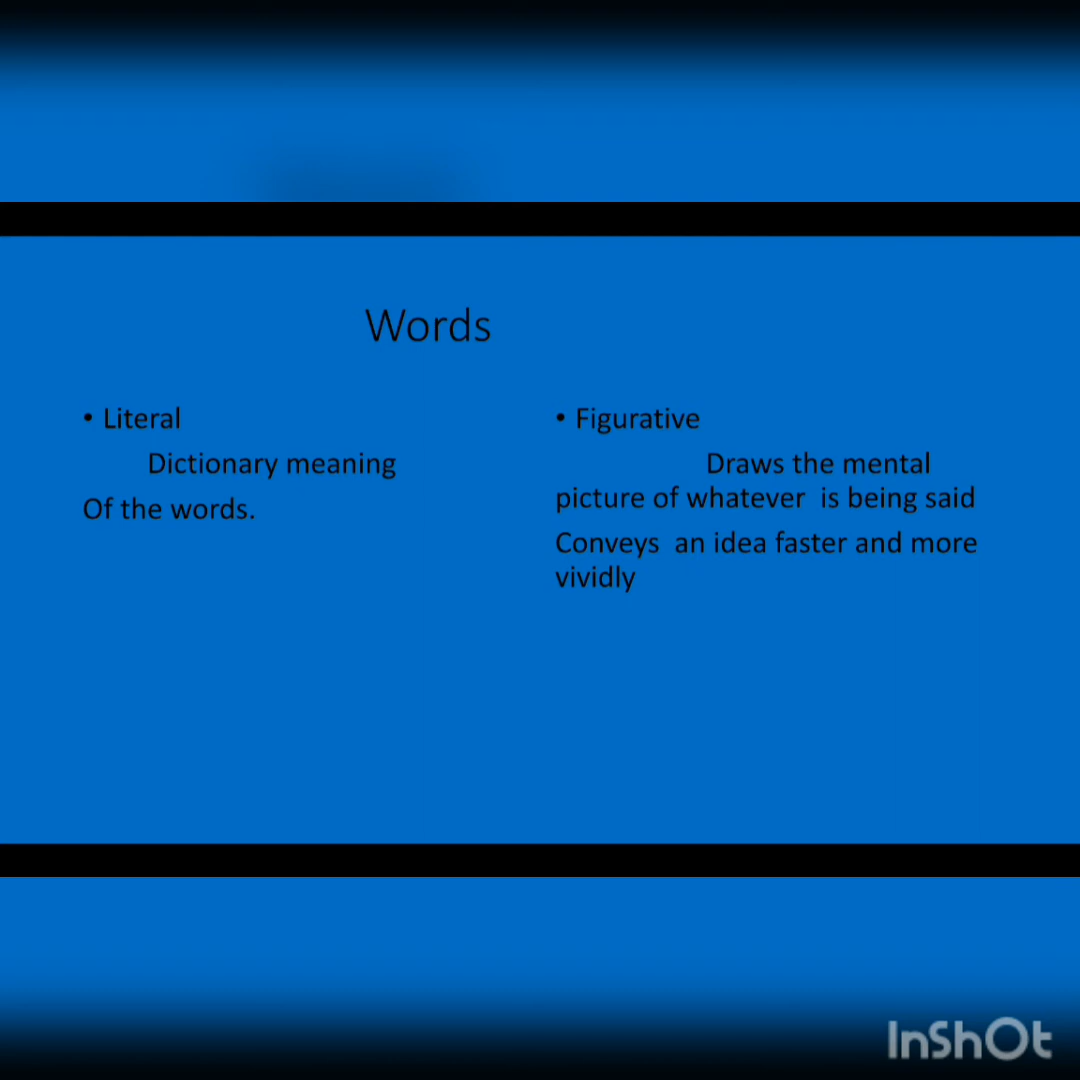 Words
• Literal
Dictionary meaning
Of the words.
• Figurative
Draws the mental
picture of whatever is being said
Conveys an idea faster and more
vividly
InShOt